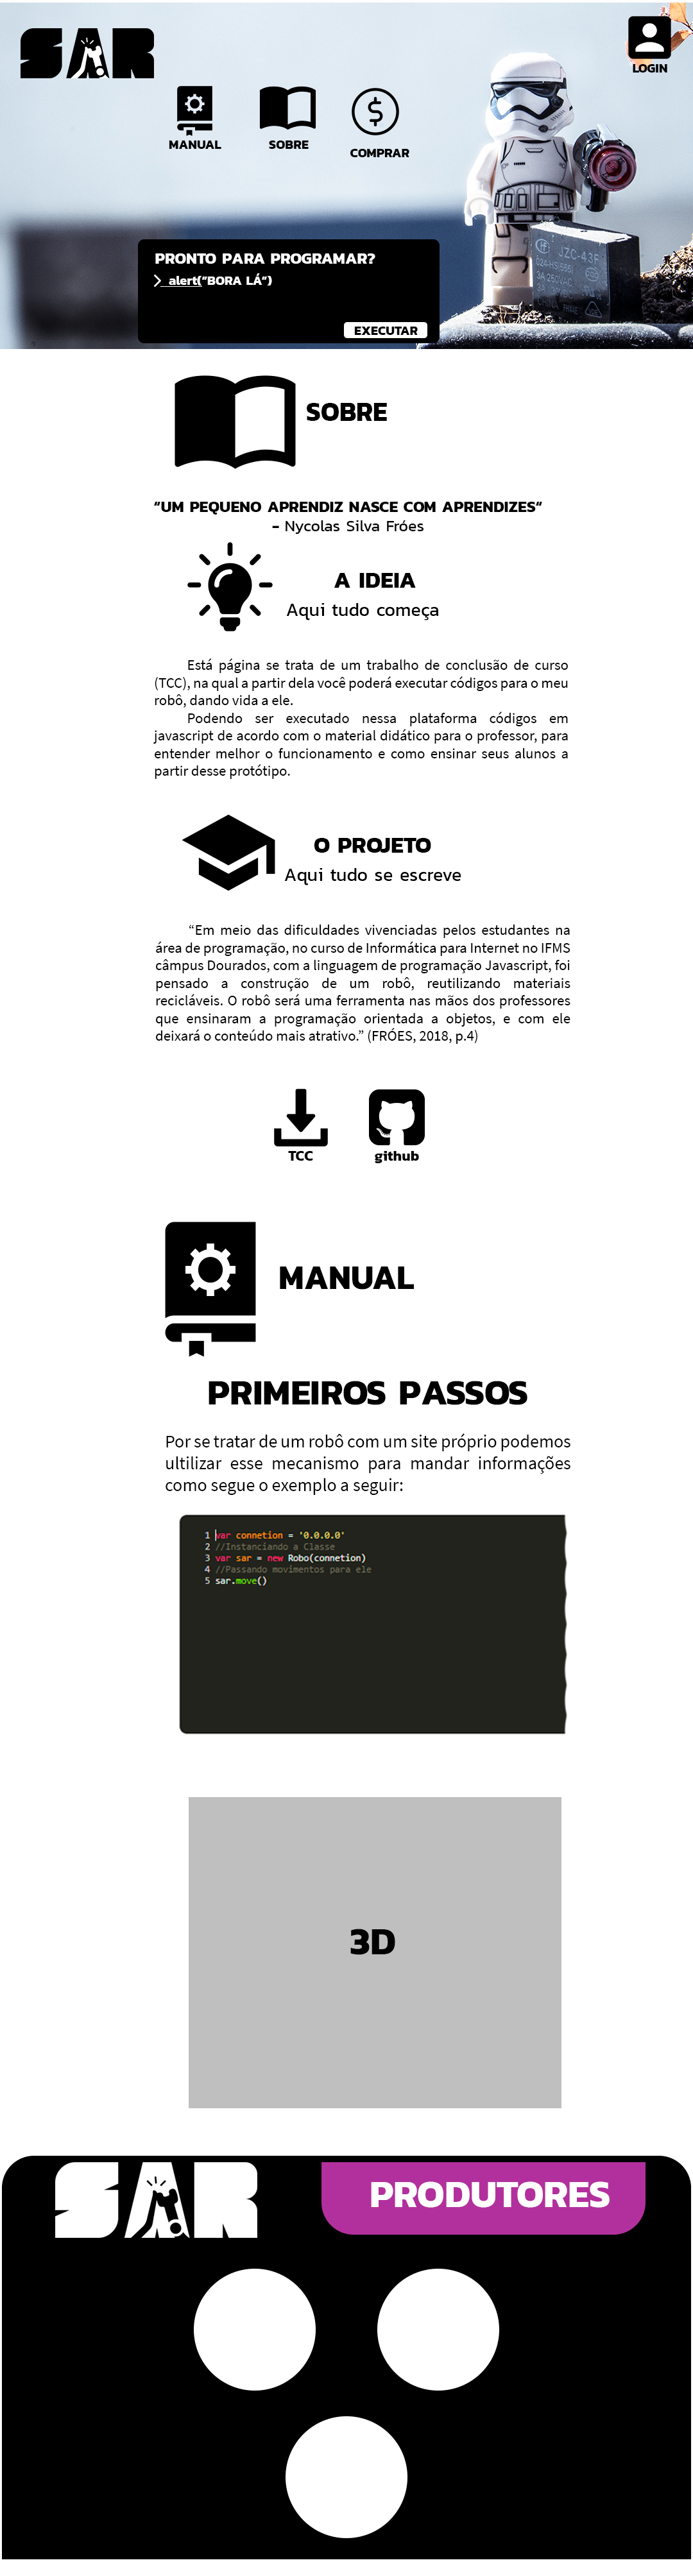 SAR
LOGIN
MANUAL
SOBRE
COMPRAR
JZC-43F
PRONTO PARA PROGRAMAR?
> alert("BORA LÁ")
EXECUTAR
SOBRE
“UM PEQUENO APRENDIZ NASCE COM APRENDIZES”
- Nycolas Silva Fróes
A IDEIA
Aqui tudo começa
Está página se trata de um trabalho de conclusão de curso
(TCC), na qual a partir dela você poderá executar códigos para o meu
robô, dando vida a ele.
Podendo ser executado nessa plataforma códigos em
javascript de acordo com o material didático para o professor, para
entender melhor o funcionamento e como ensinar seus alunos a
partir desse protótipo.
O PROJETO
Aqui tudo se escreve
“Em meio das dificuldades vivenciadas pelos estudantes na
área de programação, no curso de Informática para Internet no IFMS
câmpus Dourados, com a linguagem de programação Javascript, foi
pensado a construção de um robô, reutilizando materiais
recicláveis. O robô será uma ferramenta nas mãos dos professores
que ensinaram a programação orientada a objetos, e com ele
deixará o conteúdo mais atrativo.” (FRÓES, 2018, p.4)
TCC
github
MANUAL
PRIMEIROS PASSOS
Por se tratar de um robô com um site próprio podemos
ultilizar esse mecanismo para mandar informações
como segue o exemplo a seguir:
1 var connetion = '0.0.0.0'
2 //Instanciando a Classe
3 var sar = new Robo(connetion)
4 //Passando movimentos para ele
5 sar.move()
3D
SAR
PRODUTORES